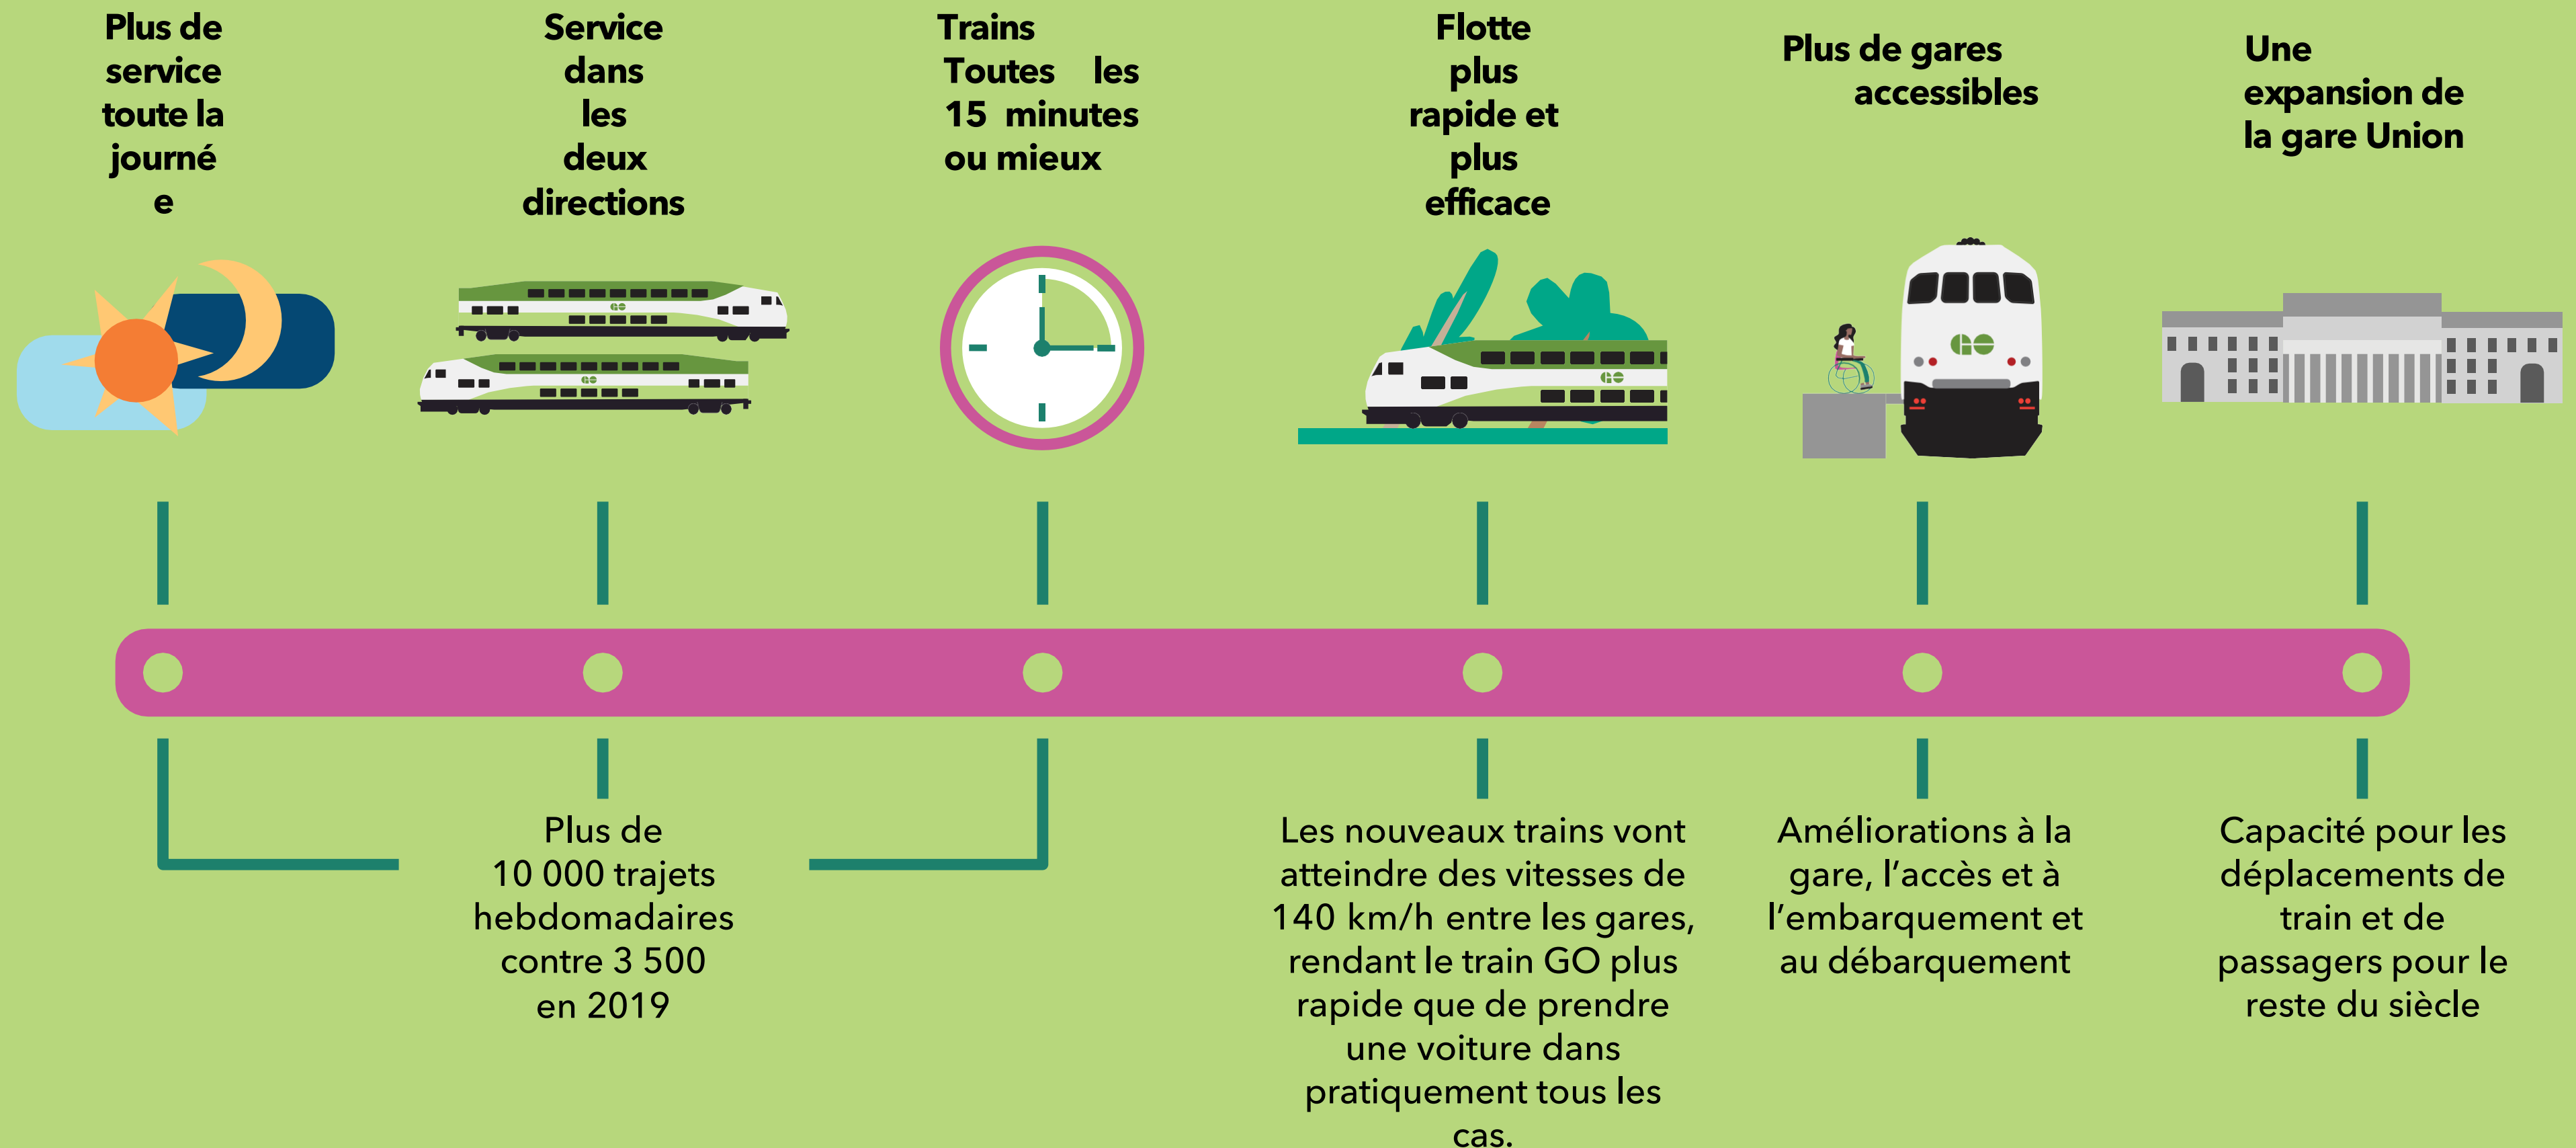 Plus de
service
toute la
journé
e
Service
dans
les
deux
directions
Trains
Toutes les
15 minutes
ou mieux
Flotte
plus
rapide et
plus
efficace
Plus de gares
accessibles
Une
expansion de
la gare Union
GO
GO
GO
GO
Plus de
10 000 trajets
hebdomadaires
contre 3 500
en 2019
Les nouveaux trains vont
atteindre des vitesses de
140 km/h entre les gares,
rendant le train GO plus
rapide que de prendre
une voiture dans
pratiquement tous les
cas.
Améliorations à la
gare, l’accès et à
l’embarquement et
au débarquement
Capacité pour les
déplacements de
train et de
passagers pour le
reste du siècle